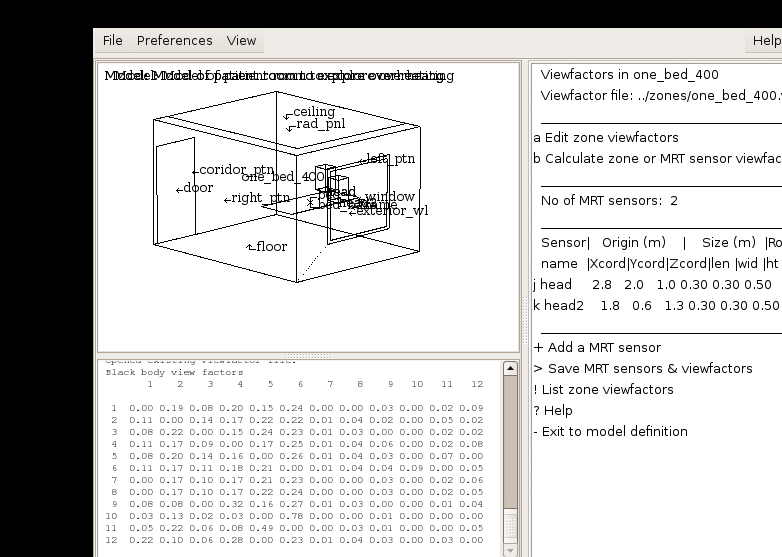 File Preferences View Help
Model: Model of patient room to explore overheating
ceiling
rad_pnl
left_ptn
coridor_ptn
one_bed_400
door
head
window
right_ptn
frame
exterior_wl
floor
opened existing viewfactor file.
Black body view factors
1 2 3 4 5 6 7 8 9 10 11 12
1 0.00 0.19 0.08 0.20 0.15 0.24 0.00 0.00 0.03 0.00 0.02 0.09
2 0.11 0.00 0.14 0.17 0.22 0.22 0.01 0.04 0.02 0.00 0.05 0.02
3 0.08 0.22 0.00 0.15 0.24 0.23 0.01 0.04 0.03 0.00 0.02 0.02
4 0.11 0.17 0.09 0.00 0.17 0.25 0.01 0.04 0.06 0.00 0.02 0.08
5 0.08 0.20 0.14 0.16 0.00 0.26 0.01 0.04 0.03 0.00 0.07 0.00
6 0.11 0.17 0.11 0.18 0.21 0.00 0.01 0.04 0.04 0.09 0.00 0.05
7 0.00 0.17 0.10 0.17 0.21 0.23 0.00 0.00 0.03 0.00 0.02 0.06
8 0.00 0.17 0.10 0.17 0.22 0.24 0.00 0.00 0.03 0.00 0.02 0.05
9 0.08 0.08 0.00 0.32 0.16 0.27 0.01 0.03 0.00 0.00 0.01 0.04
10 0.03 0.13 0.02 0.03 0.00 0.78 0.00 0.01 0.00 0.00 0.00 0.00
11 0.05 0.22 0.06 0.08 0.49 0.00 0.00 0.03 0.01 0.00 0.00 0.05
12 0.22 0.10 0.06 0.28 0.00 0.23 0.01 0.04 0.03 0.00 0.03 0.00
Viewfactors in one_bed_400
Viewfactor file: ../zones/one_bed_400.
a Edit zone viewfactors
b Calculate zone or MRT sensor viewfac
No of MRT sensors: 2
Sensor| Origin (m) | Size (m) |Ro
name |Xcord|Ycord|Zcord|len |wid |ht
j head 2.8 2.0 1.0 0.30 0.30 0.50
k head2 1.8 0.6 1.3 0.30 0.30 0.50
+ Add a MRT sensor
> Save MRT sensors & viewfactors
! List zone viewfactors
? Help
- Exit to model definition